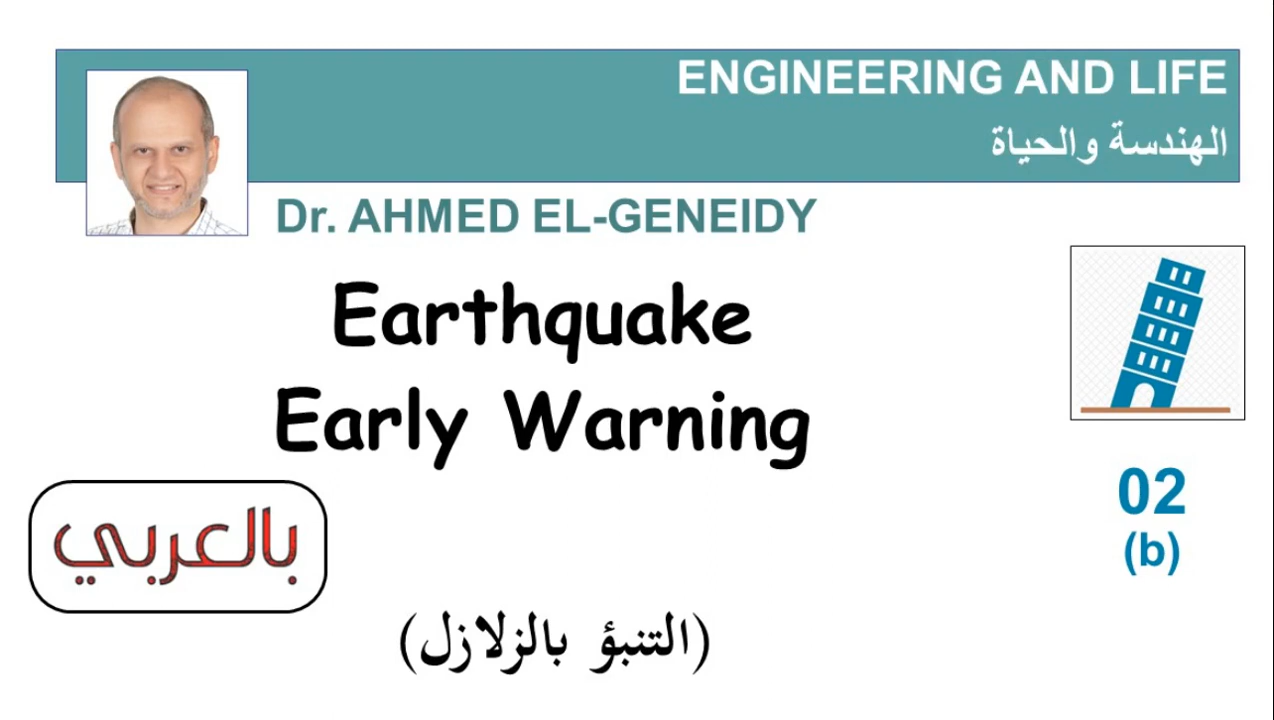 ENGINEERING AND LIFE
الهندسة والحياة
Dr. AHMED EL-GENEIDY
Earthquake
Early Warning
02
(b)
بالعربي
(التنبؤ بالزلازل)